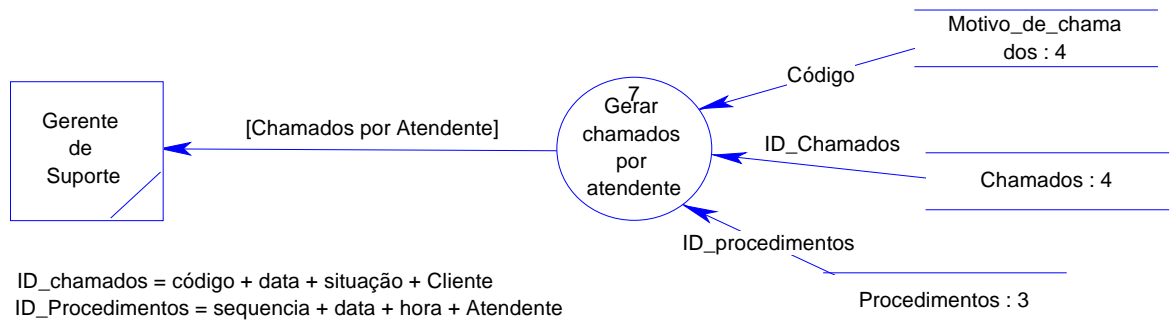 Motivo_de_chama
dos : 4
Código
7
Gerar
chamados
por
atendente
[Chamados por Atendente]
Gerente
de
Suporte
ID_Chamados
Chamados : 4
ID_procedimentos
Procedimentos : 3
ID_chamados = código + data + situação + Cliente
ID_Procedimentos = sequencia + data + hora + Atendente